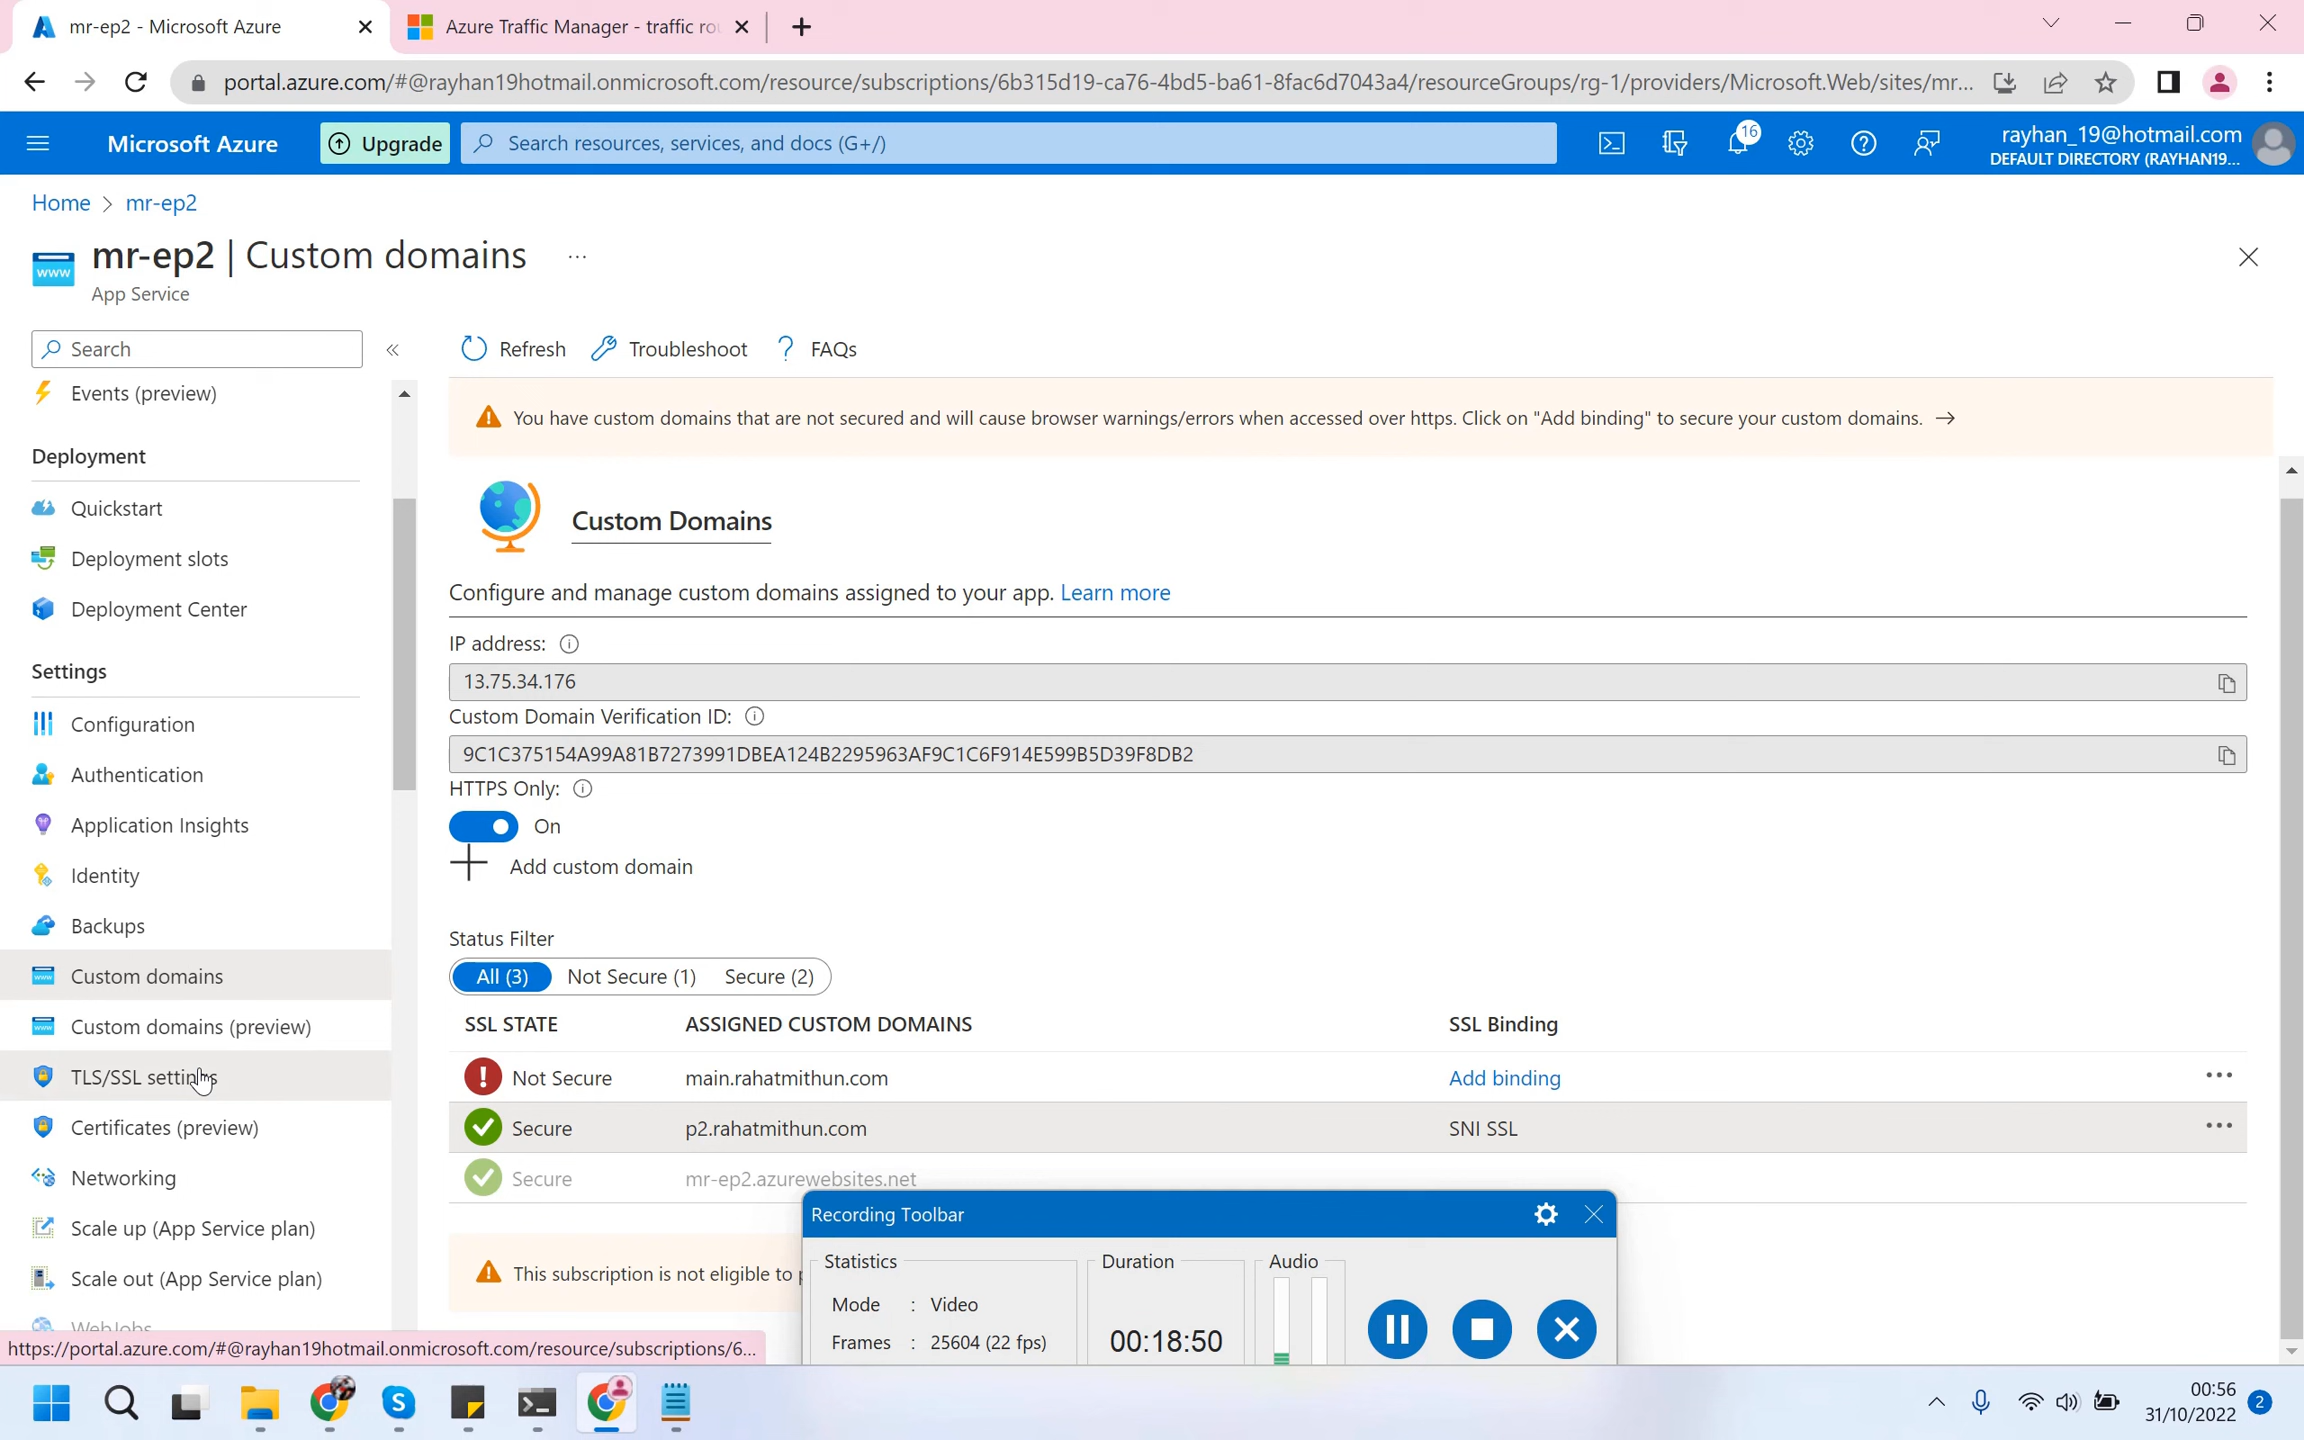 mr-ep2 - Microsoft Azure
Azure Traffic Manager - traffic rou
portal.azure.com/#@rayhan19hotmail.onmicrosoft.com/resource/subscriptions/6b315d19-ca76-4bd5-ba61-8fac6d7043a4/resourceGroups/rg-1/providers/Microsoft.Web/sites/mr...
Microsoft Azure
Upgrade
Search resources, services, and docs (G+/)
16
rayhan_19@hotmail.com
DEFAULT DIRECTORY (RAYHAN19...
Home > mr-ep2
www
mr-ep2 | Custom domains ...
App Service
Search
«
Refresh
Troubleshoot
FAQs
Events (preview)
You have custom domains that are not secured and will cause browser warnings/errors when accessed over https. Click on "Add binding" to secure your custom domains. →
Deployment
Quickstart
Deployment slots
Deployment Center
Settings
Configuration
Authentication
Application Insights
Identity
Backups
Custom domains
Custom domains (preview)
TLS/SSL settings
Certificates (preview)
Networking
Scale up (App Service plan)
Scale out (App Service plan)
WebJobs
Custom Domains
Configure and manage custom domains assigned to your app. Learn more
IP address:
13.75.34.176
Custom Domain Verification ID:
9C1C375154A99A81B7273991DBEA124B2295963AF9C1C6F914E599B5D39F8DB2
HTTPS Only:
On
Add custom domain
Status Filter
All (3) Not Secure (1) Secure (2)
SSL STATE ASSIGNED CUSTOM DOMAINS SSL Binding
Not Secure main.rahatmithun.com Add binding ...
Secure p2.rahatmithun.com SNI SSL ...
Secure mr-ep2.azurewebsites.net
This subscription is not eligible to p
Recording Toolbar
Statistics
Mode : Video
Frames : 25604 (22 fps)
Duration
00:18:50
Audio
https://portal.azure.com/#@rayhan19hotmail.onmicrosoft.com/resource/subscriptions/6...
00:56
31/10/2022
2